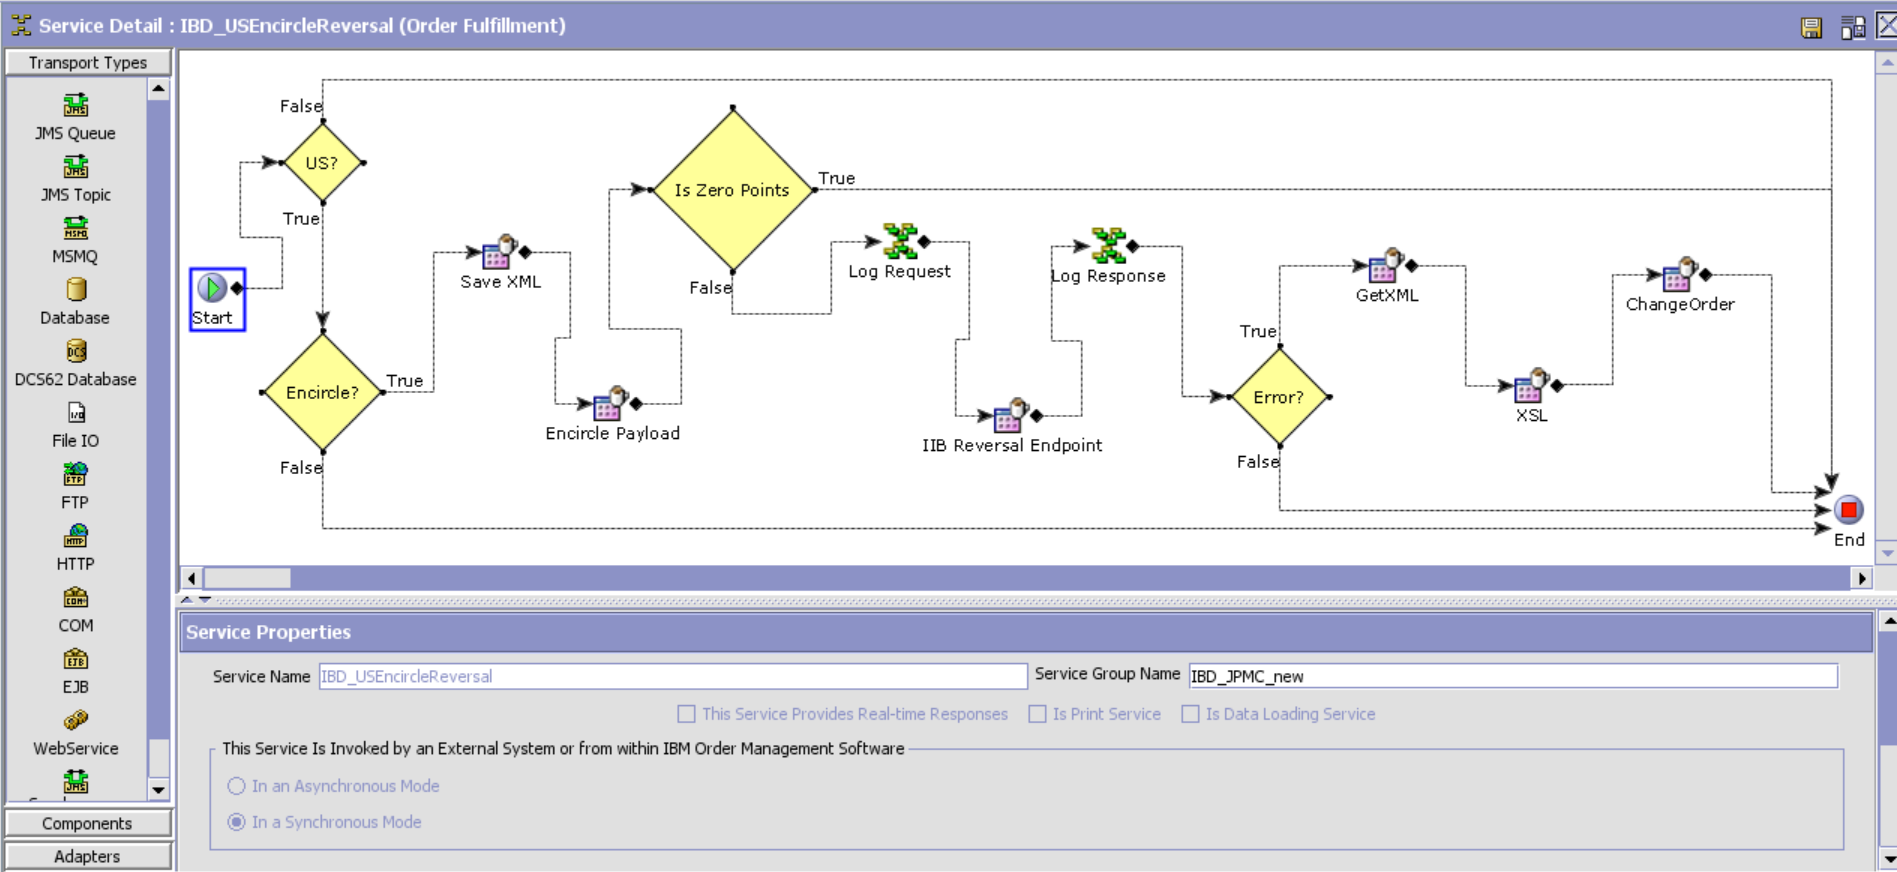 Service Detail : IBD_USEncircleReversal (Order Fulfillment)
Transport Types
JMS Queue
JMS Topic
MSMQ
Database
DCS62 Database
File IO
FTP
HTTP
COM
EJB
WebService
Components
Adapters
False
US?
True
Start
Encircle?
True
False
Save XML
Encircle Payload
Is Zero Points
True
False
Log Request
IIB Reversal Endpoint
Log Response
Error?
True
False
GetXML
XSL
ChangeOrder
End
Service Properties
Service Name IBD_USEncircleReversal Service Group Name IBD_JPMC_new
This Service Provides Real-time Responses Is Print Service Is Data Loading Service
This Service Is Invoked by an External System or from within IBM Order Management Software
In an Asynchronous Mode
In a Synchronous Mode